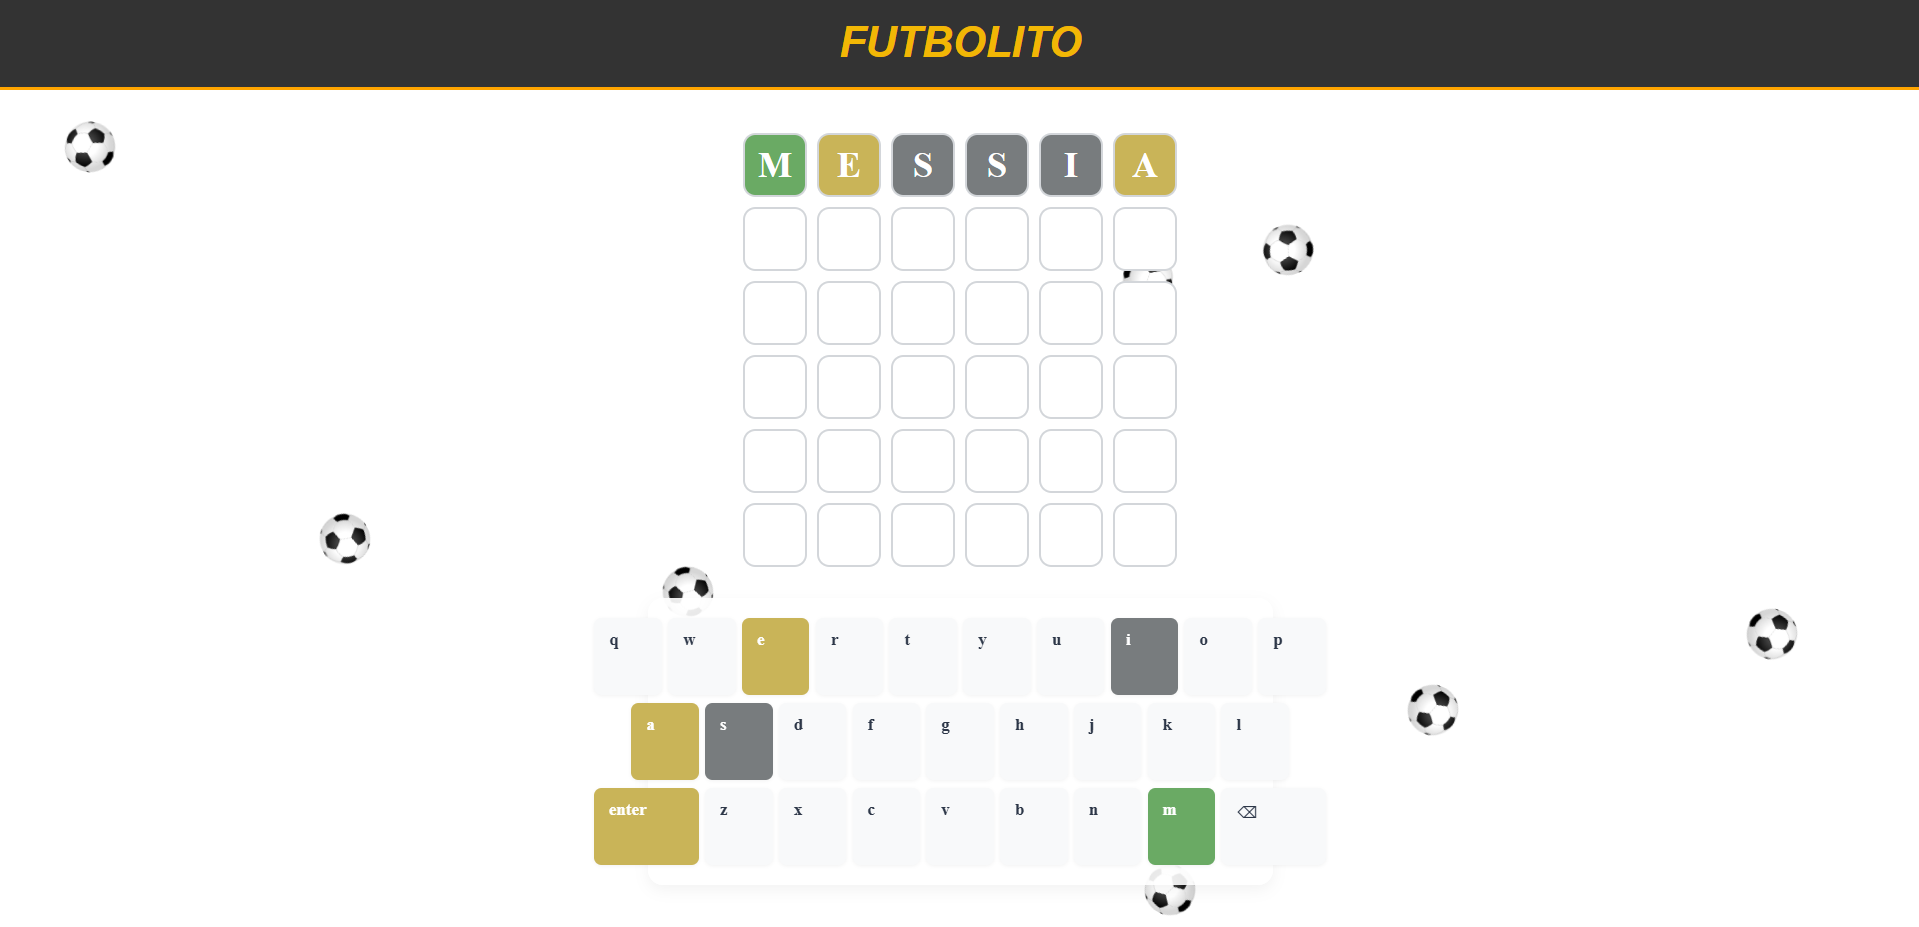 FUTBOLITO
M E S S I A
q w e r t y u i o p
a s d f g h j k l
enter z x c v b n m ⌫